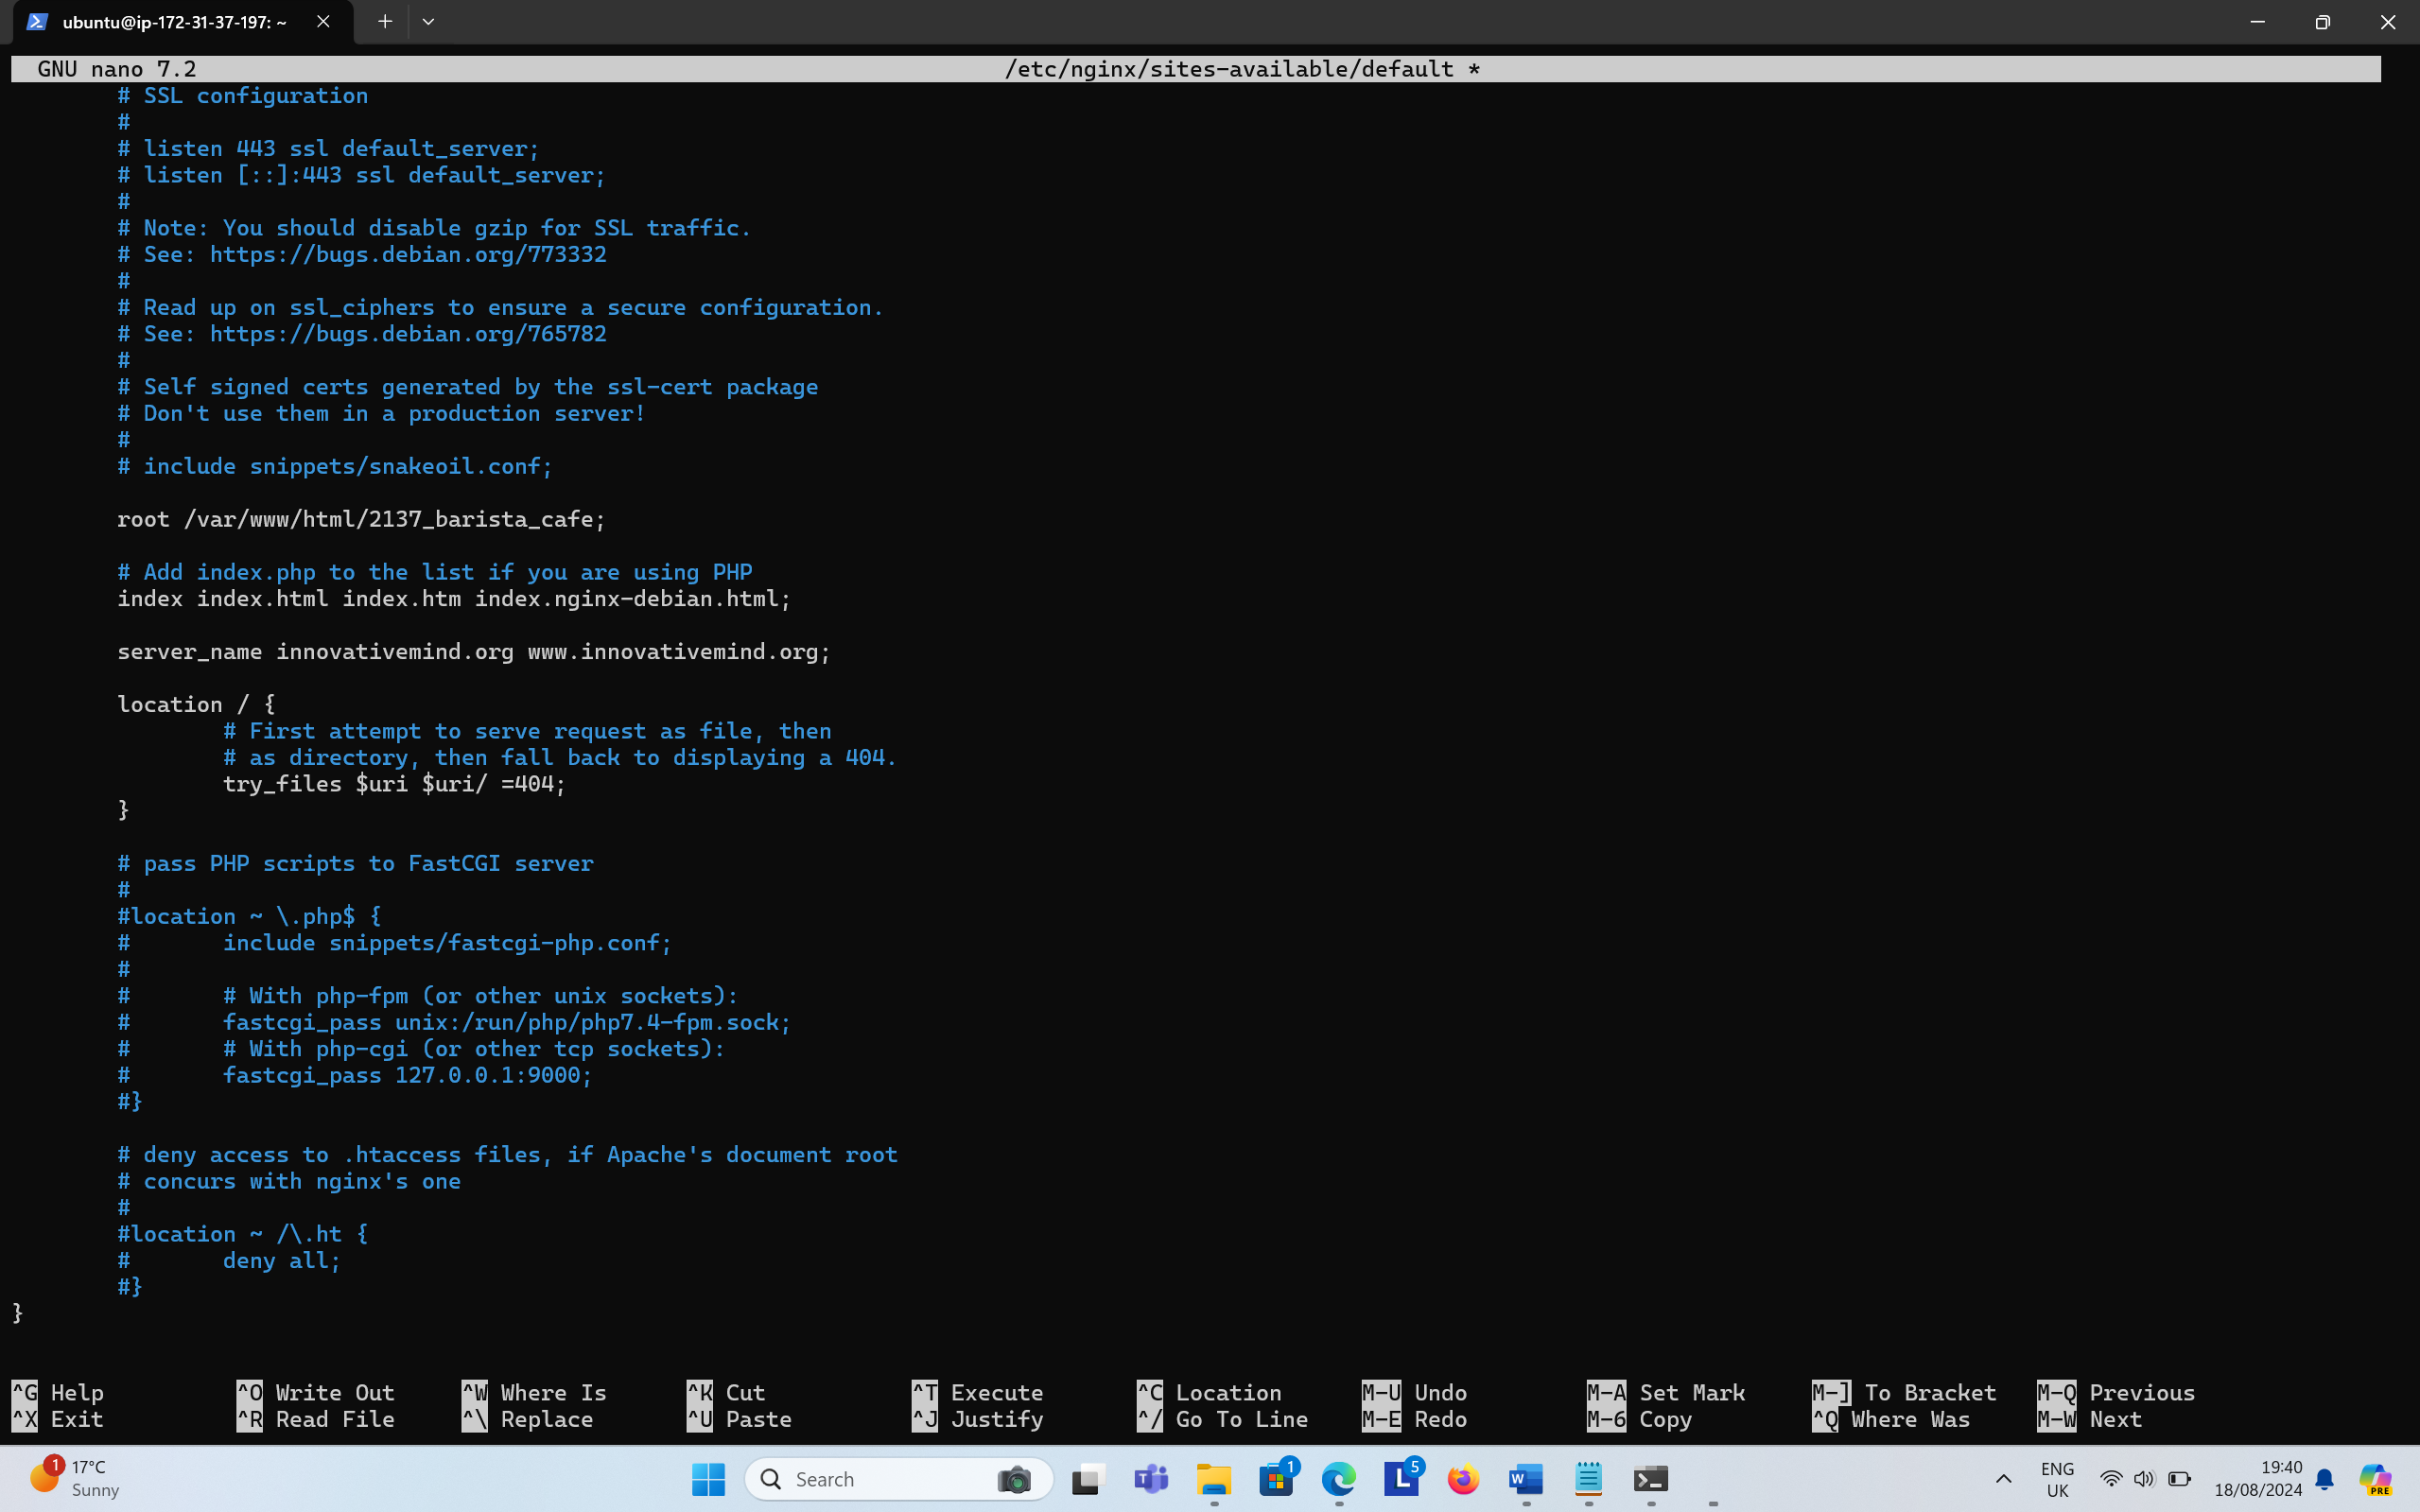 ubuntu@ip-172-31-37-197: ~
GNU nano 7.2 /etc/nginx/sites-available/default *
# SSL configuration
#
# listen 443 ssl default_server;
# listen [::]:443 ssl default_server;
#
# Note: You should disable gzip for SSL traffic.
# See: https://bugs.debian.org/773332
#
# Read up on ssl_ciphers to ensure a secure configuration.
# See: https://bugs.debian.org/765782
#
# Self signed certs generated by the ssl-cert package
# Don't use them in a production server!
#
# include snippets/snakeoil.conf;
root /var/www/html/2137_barista_cafe;
# Add index.php to the list if you are using PHP
index index.html index.htm index.nginx-debian.html;
server_name innovativemind.org www.innovativemind.org;
location / {
# First attempt to serve request as file, then
# as directory, then fall back to displaying a 404.
try_files $uri $uri/ =404;
}
# pass PHP scripts to FastCGI server
#
#location ~ \.php$ {
# include snippets/fastcgi-php.conf;
#
# # With php-fpm (or other unix sockets):
# fastcgi_pass unix:/run/php/php7.4-fpm.sock;
# # With php-cgi (or other tcp sockets):
# fastcgi_pass 127.0.0.1:9000;
#}
# deny access to .htaccess files, if Apache's document root
# concurs with nginx's one
#
#location ~ /\.ht {
# deny all;
#}
}
^G Help ^O Write Out ^W Where Is ^K Cut ^T Execute ^C Location M-U Undo M-A Set Mark M-] To Bracket M-Q Previous
^X Exit ^R Read File ^\ Replace ^U Paste ^J Justify ^/ Go To Line M-E Redo M-6 Copy ^Q Where Was M-W Next
1 17°C Sunny
Search
T
1
L 5
W
ENG UK
19:40
18/08/2024
PRE